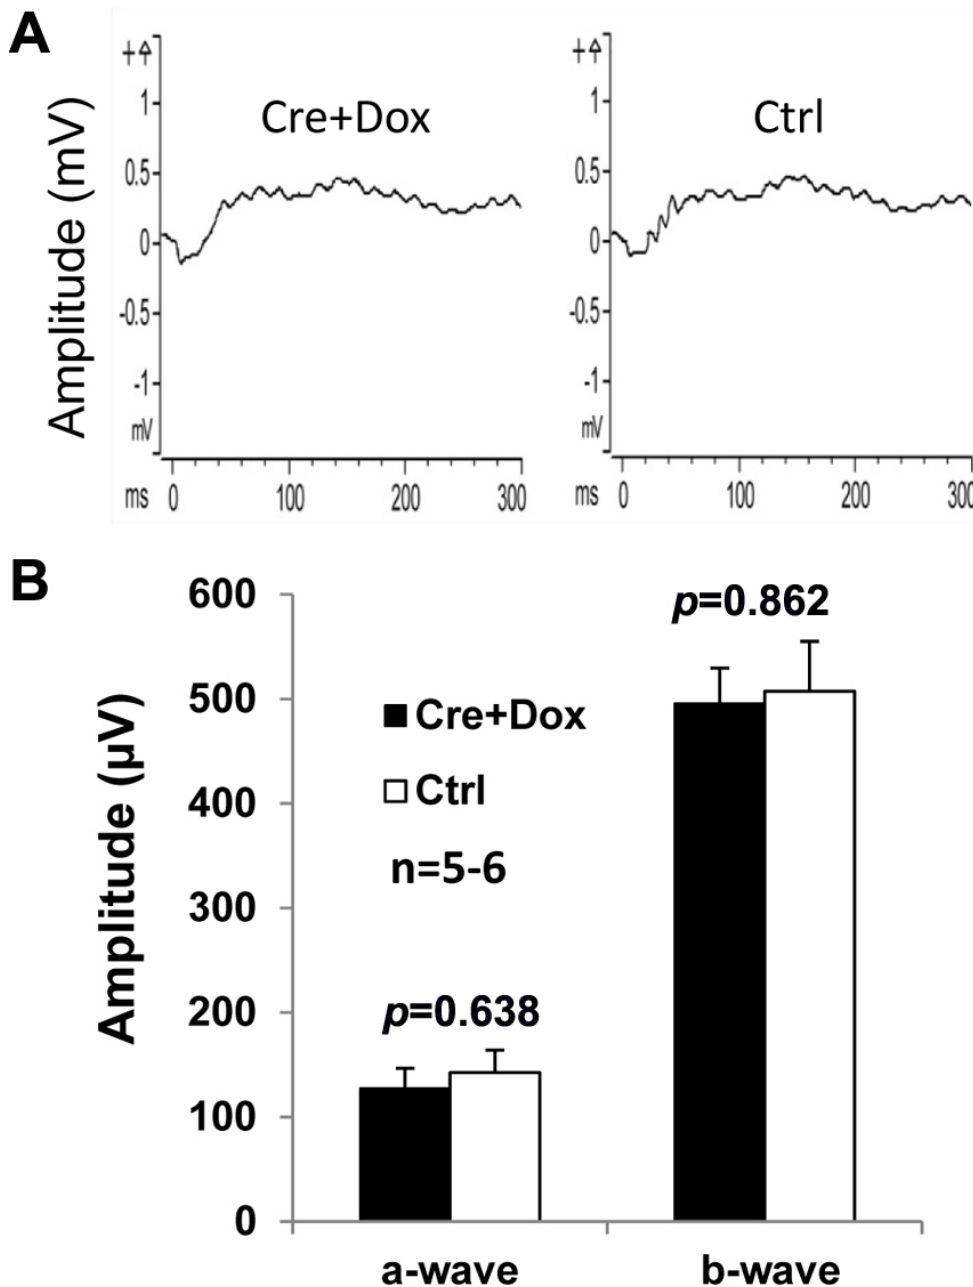 A
Amplitude (mV)
Cre+Dox
1
0.5
0
-0.5
-1
mV
ms 0 100 200 300
Ctrl
1
0.5
0
-0.5
-1
mV
ms 0 100 200 300
B
Amplitude (µV)
600
500
400
300
200
100
0
Cre+Dox
Ctrl
n=5-6
p=0.638
p=0.862
a-wave
b-wave